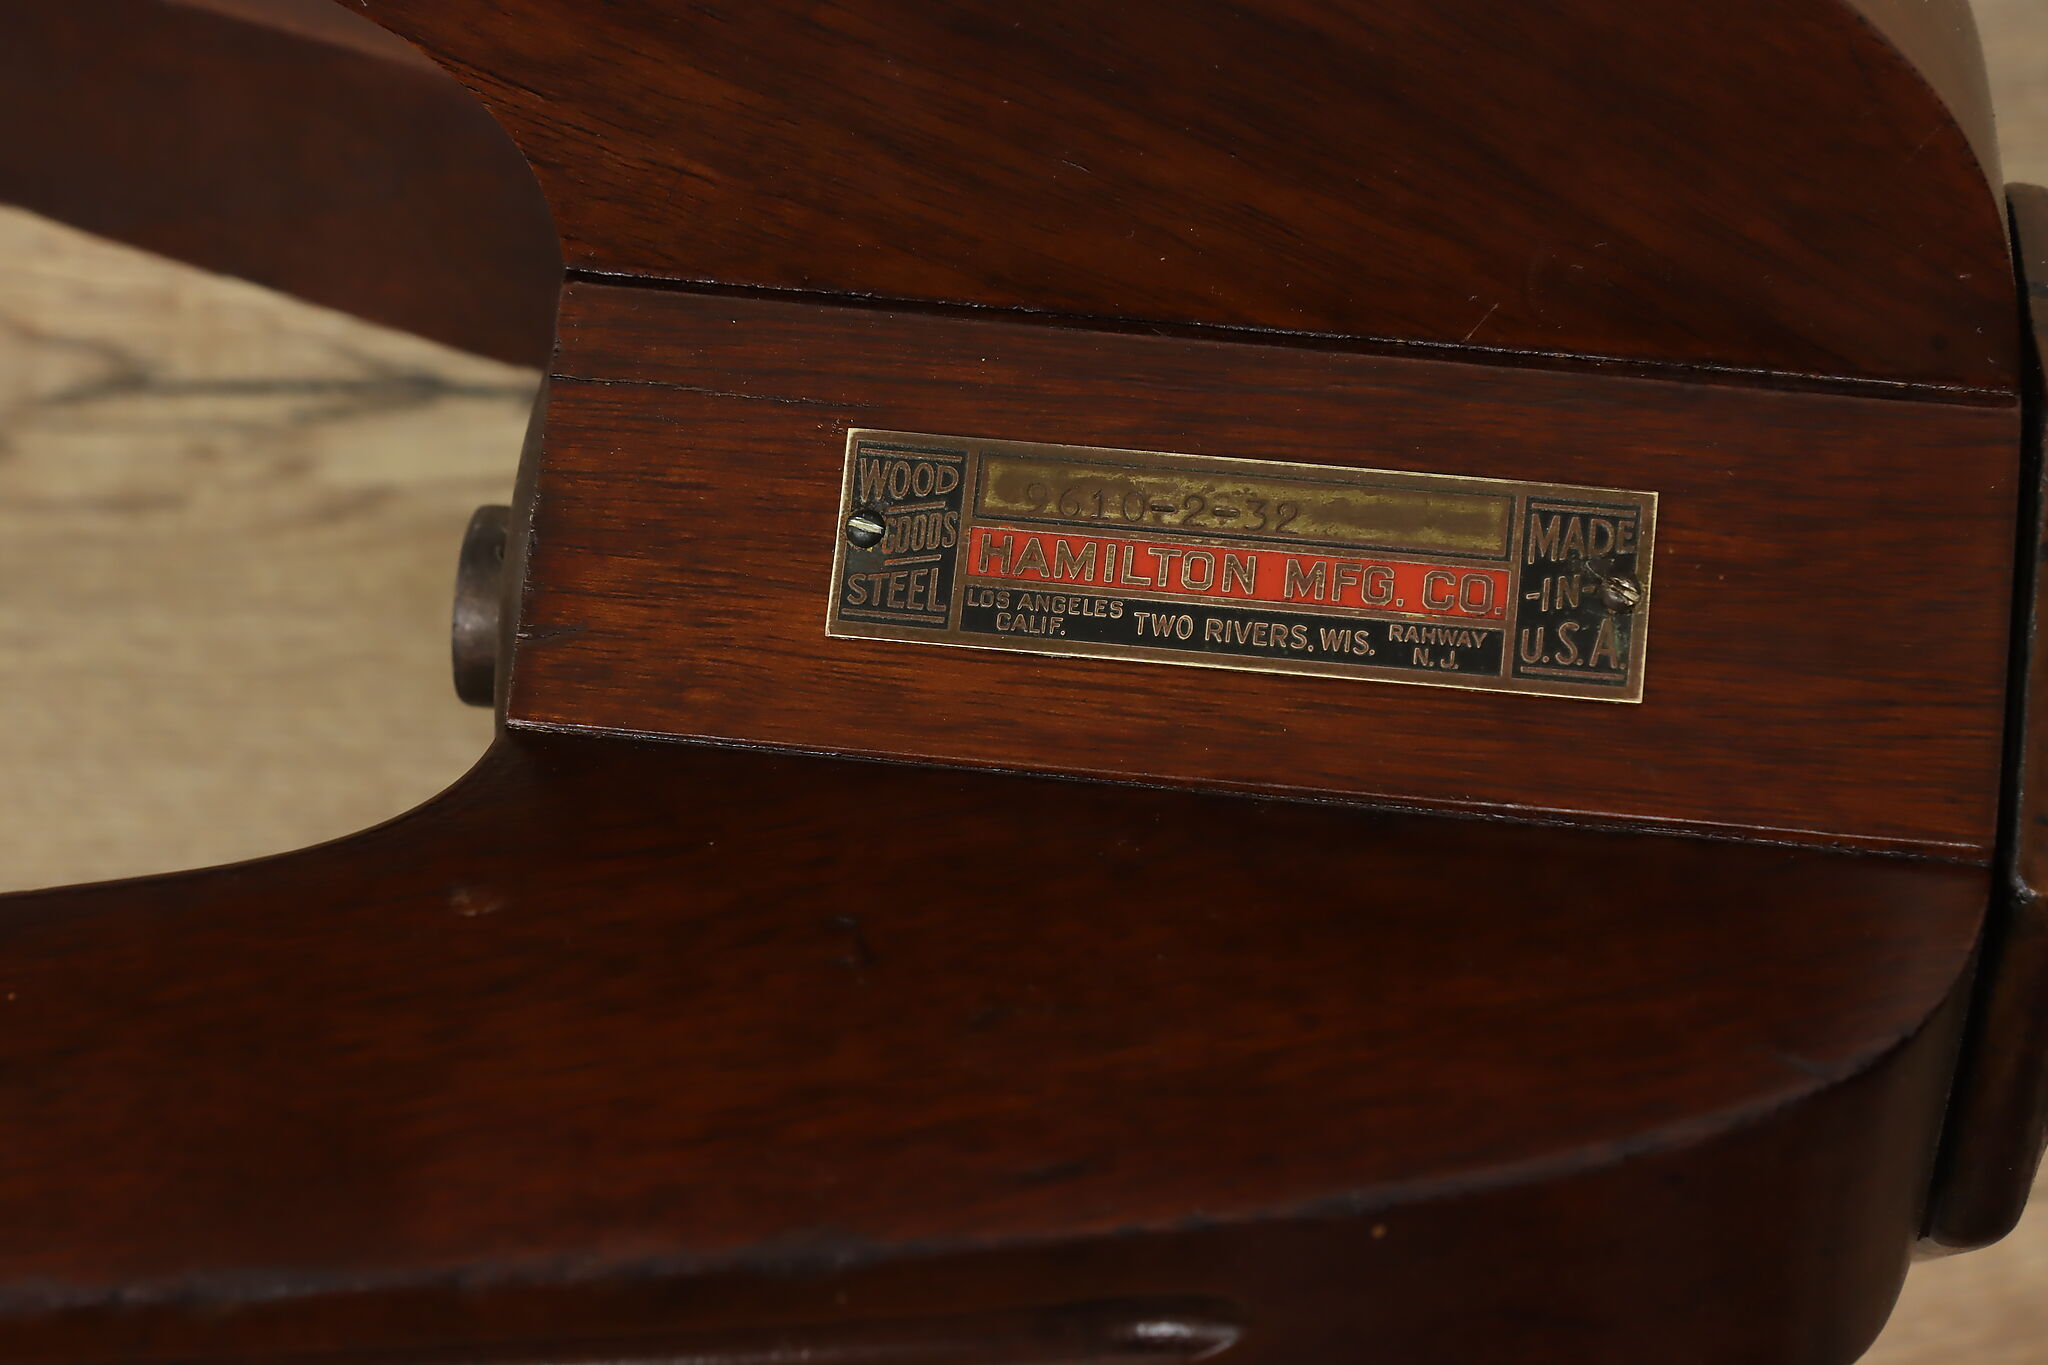 WOOD
GOODS
STEEL
9610-2-32
HAMILTON MFG. CO.
LOS ANGELES
CALIF.
TWO RIVERS. WIS.
RAHWAY
N. J.
MADE
-IN-
U.S.A.